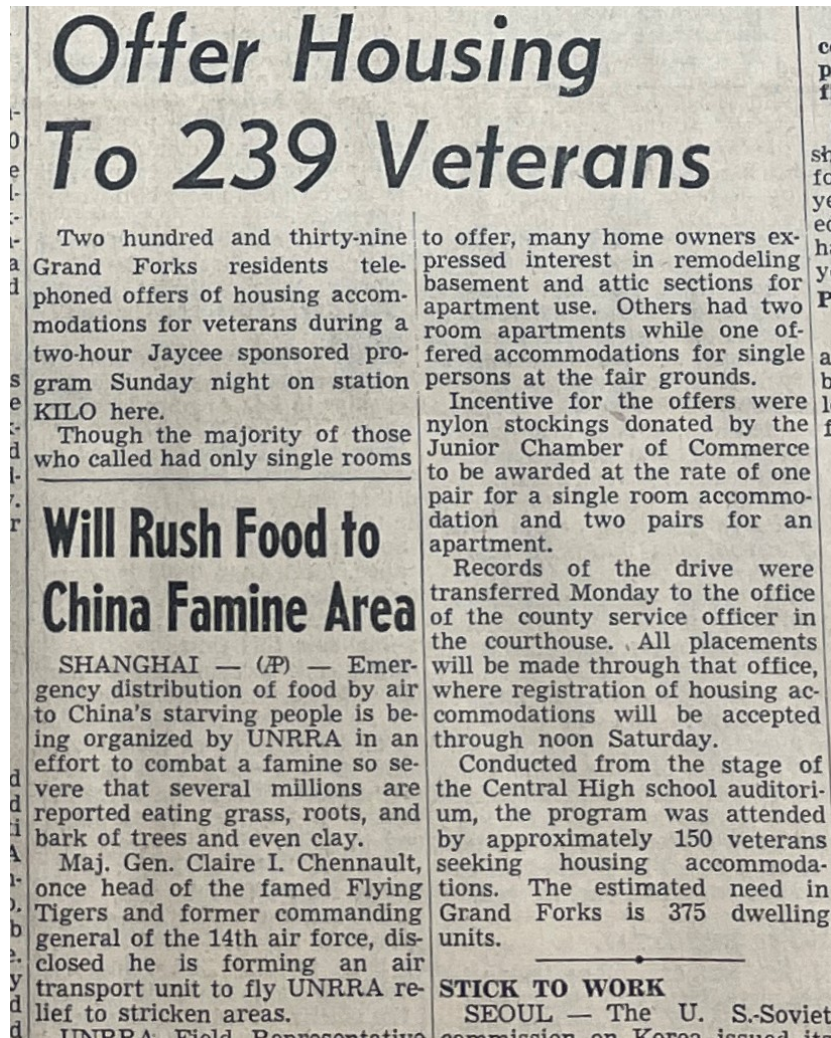 Offer Housing
To 239 Veterans
Two hundred and thirty-nine
Grand Forks residents tele-
phoned offers of housing accom-
modations for veterans during a
two-hour Jaycee sponsored pro-
gram Sunday night on station
KILO here.
Though the majority of those
who called had only single rooms
to offer, many home owners ex-
pressed interest in remodeling
basement and attic sections for
apartment use. Others had two
room apartments while one of-
fered accommodations for single
persons at the fair grounds.
Incentive for the offers were
nylon stockings donated by the
Junior Chamber of Commerce
to be awarded at the rate of one
pair for a single room accommo-
dation and two pairs for an
apartment.
Records of the drive were
transferred Monday to the office
of the county service officer in
the courthouse. All placements
will be made through that office,
where registration of housing ac-
commodations will be accepted
through noon Saturday.
Conducted from the stage of
the Central High school auditori-
um, the program was attended
by approximately 150 veterans
seeking housing accommoda-
tions. The estimated need in
Grand Forks is 375 dwelling
units.
Will Rush Food to
China Famine Area
SHANGHAI — (AP) — Emer-
gency distribution of food by air
to China's starving people is be-
ing organized by UNRRA in an
effort to combat a famine so se-
vere that several millions are
reported eating grass, roots, and
bark of trees and even clay.
Maj. Gen. Claire I. Chennault,
once head of the famed Flying
Tigers and former commanding
general of the 14th air force, dis-
closed he is forming an air
transport unit to fly UNRRA re-
lief to stricken areas.
UNRRA Field Representative
STICK TO WORK
SEOUL — The U. S.-Soviet
commission on Korea issued its